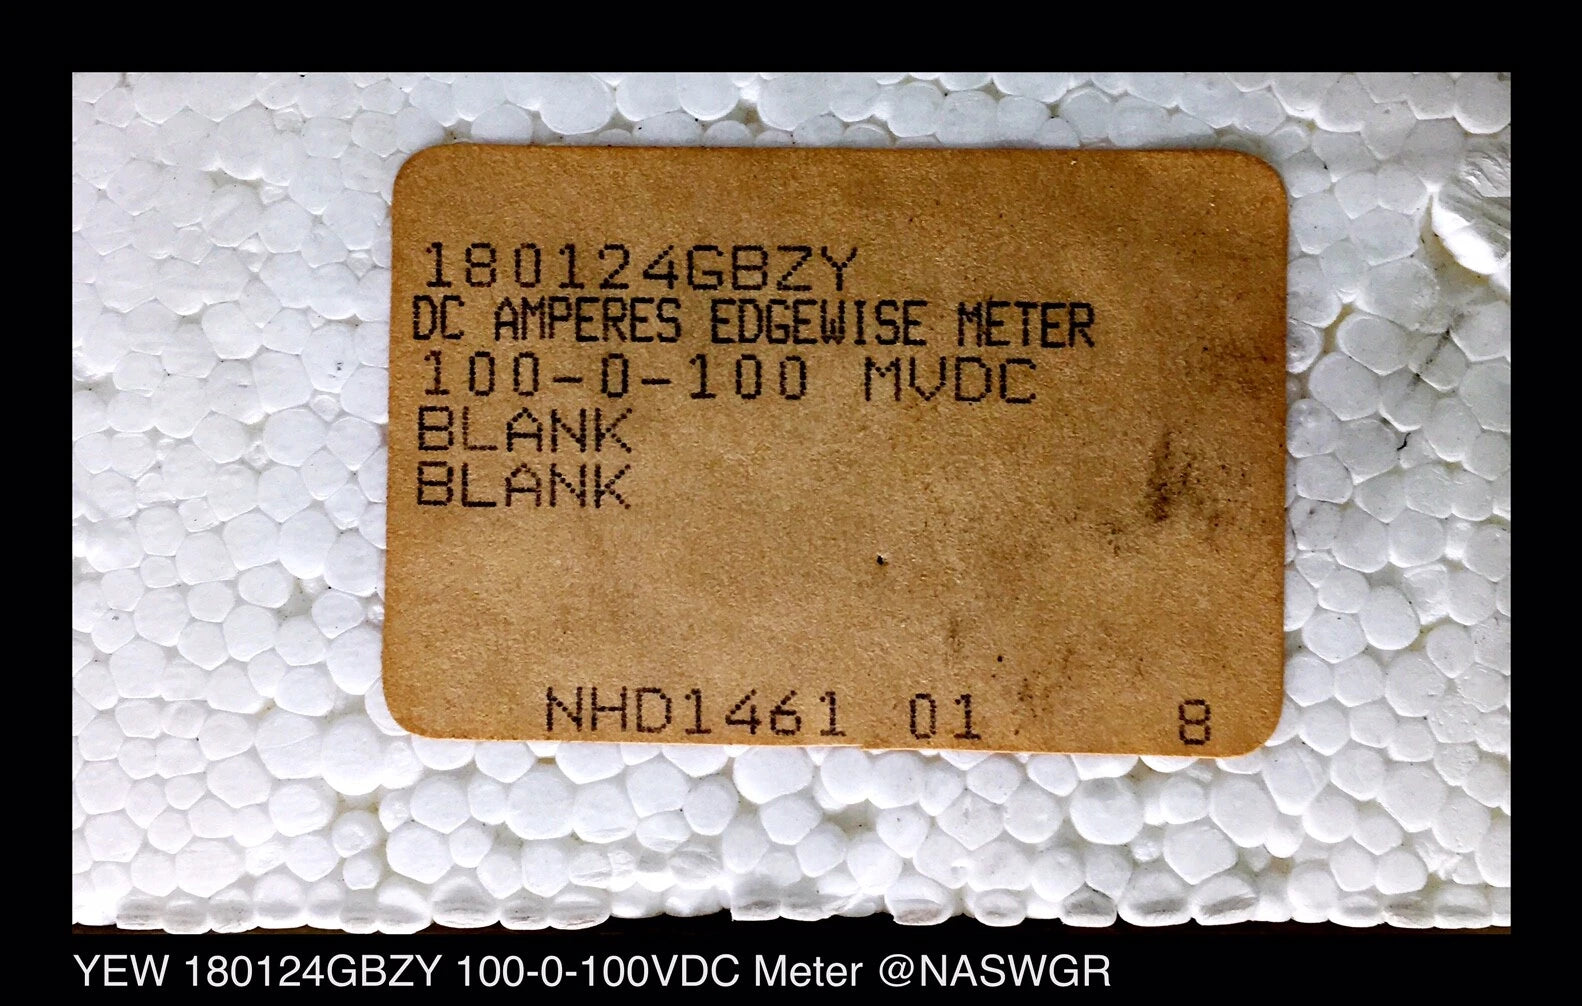 180124GBZY
DC AMPERES EDGEWISE METER
100-0-100 MVDC
BLANK
BLANK
NHD1461 01 8
YEW 180124GBZY 100-0-100VDC Meter @NASWGR